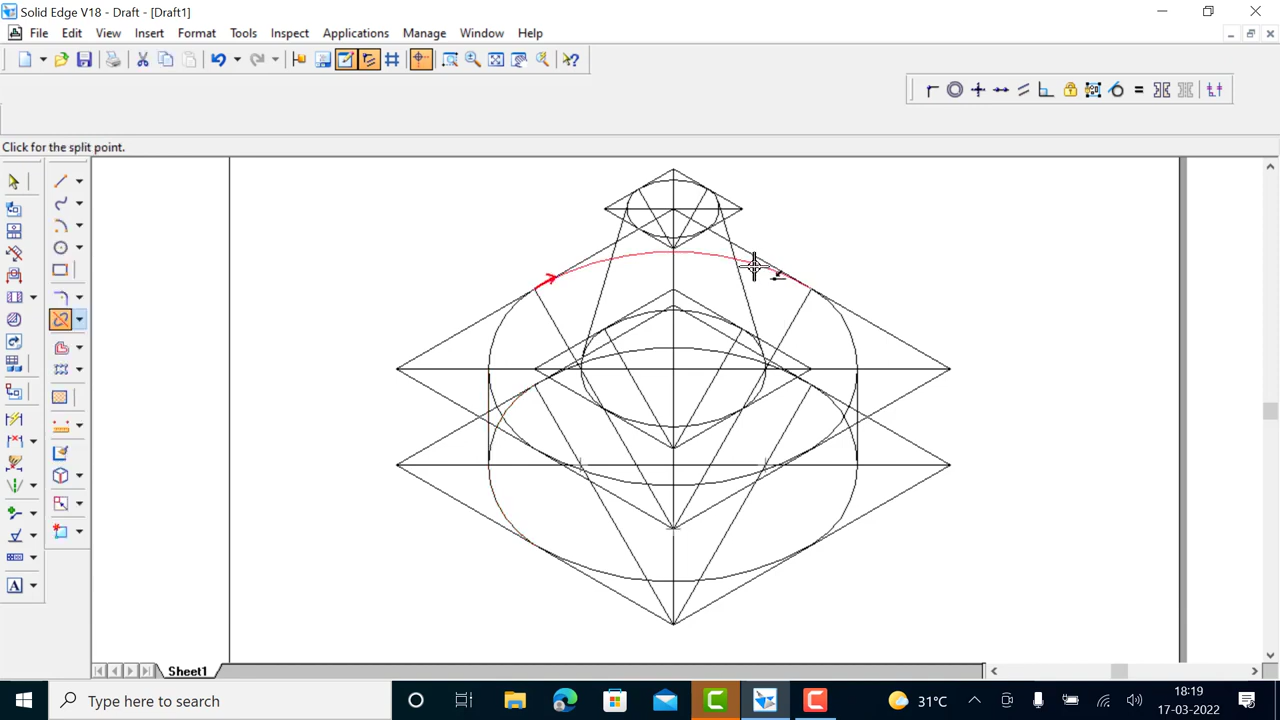 Solid Edge V18 - Draft - [Draft1]
File Edit View Insert Format Tools Inspect Applications Manage Window Help
Click for the split point.
Sheet1
Type here to search
31°C
18:19
17-03-2022